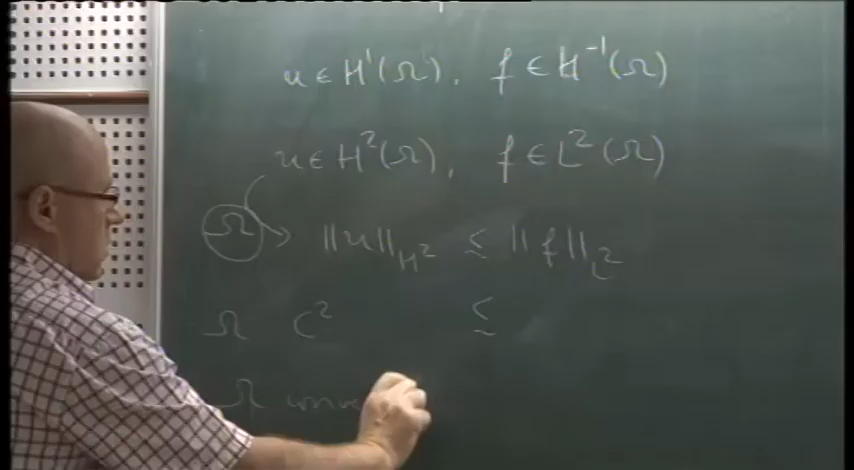 u ∈ H¹(Ω), f ∈ H⁻¹(Ω)
u ∈ H²(Ω), f ∈ L²(Ω)
Ω → ||u||_H² ≲ ||f||_L²
Ω C² ≲
Ω